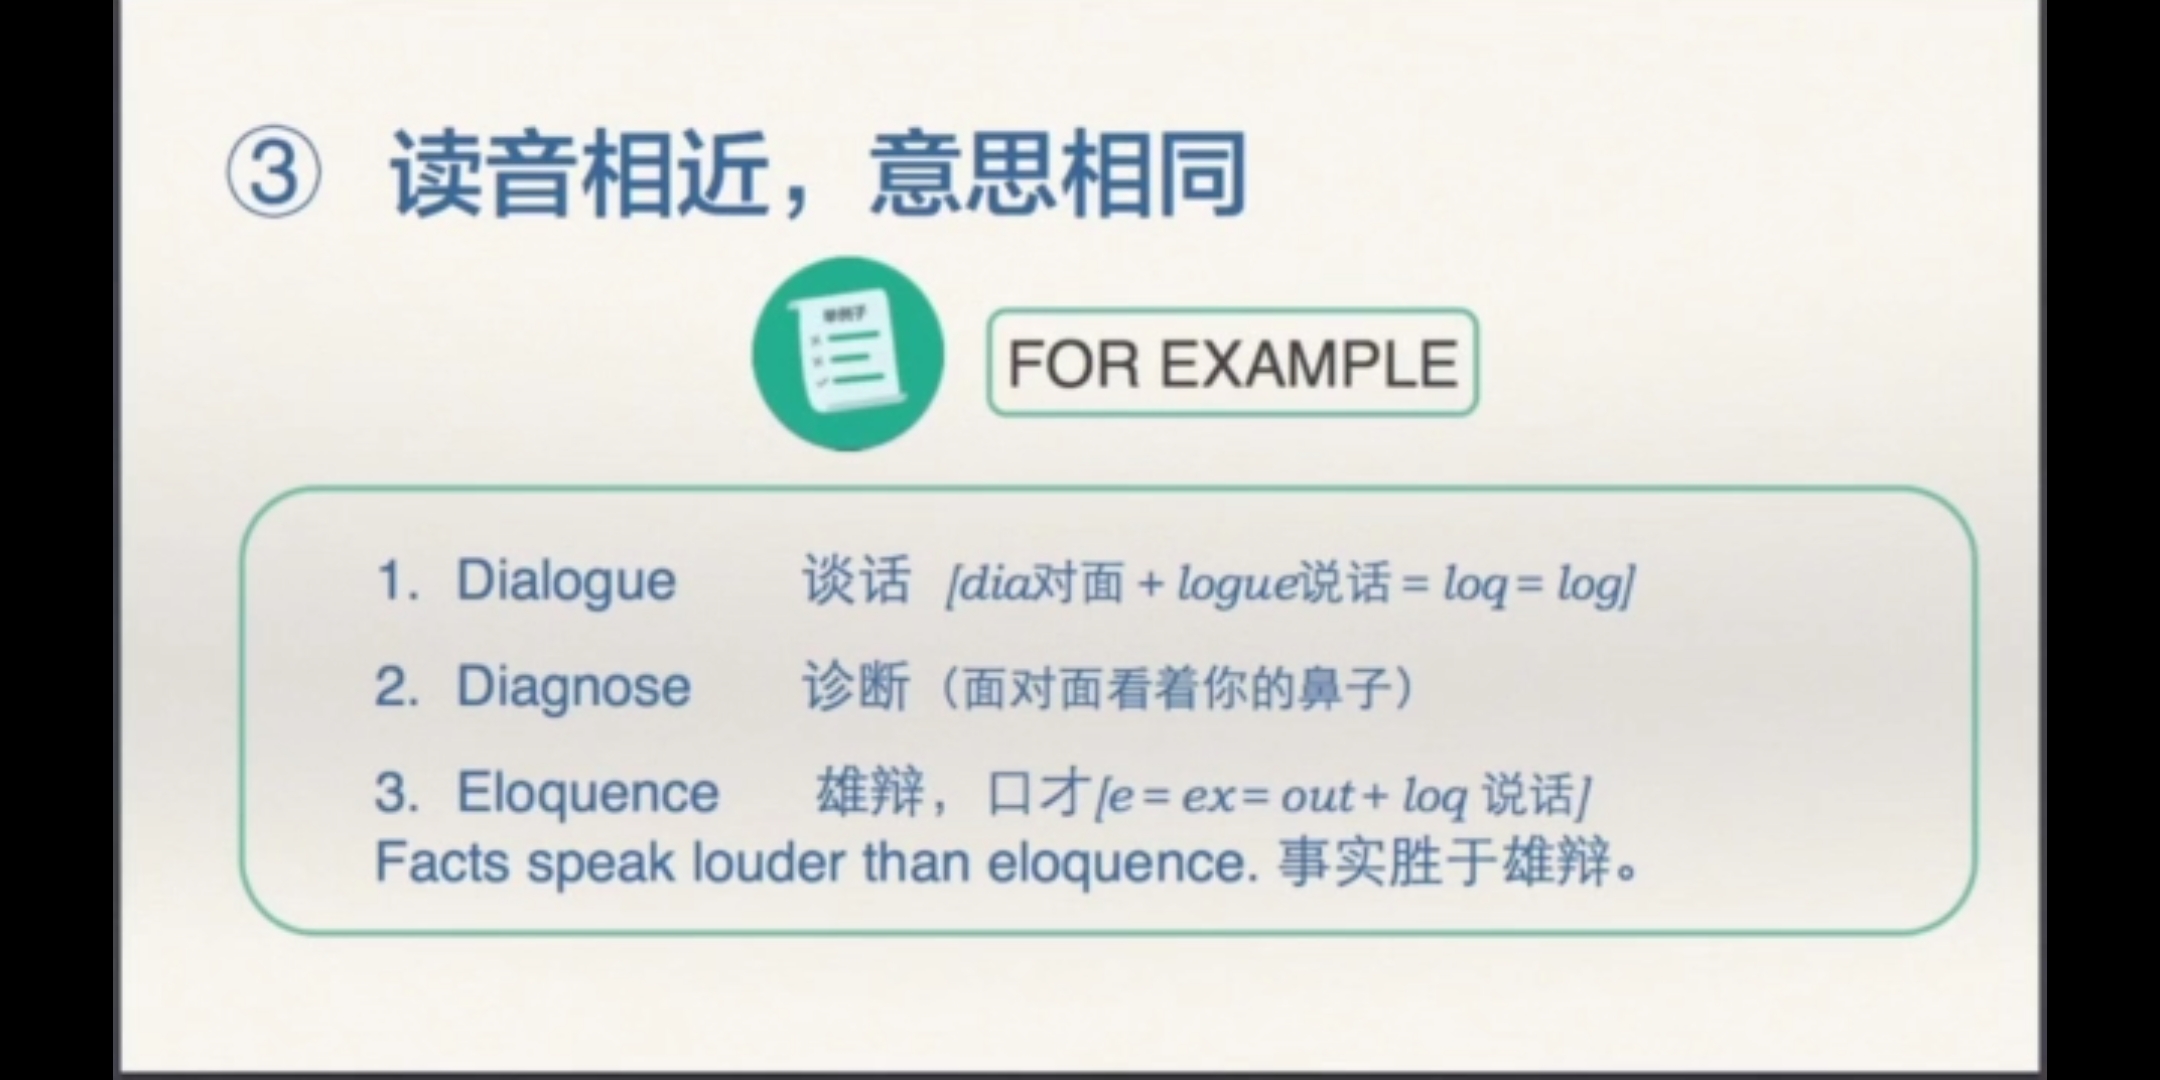 ③ 读音相近，意思相同
举例子
FOR EXAMPLE
1. Dialogue 谈话 [dia对面 + logue说话 = loq = log]
2. Diagnose 诊断（面对面看着你的鼻子）
3. Eloquence 雄辩，口才[e = ex = out + loq 说话]
Facts speak louder than eloquence. 事实胜于雄辩。